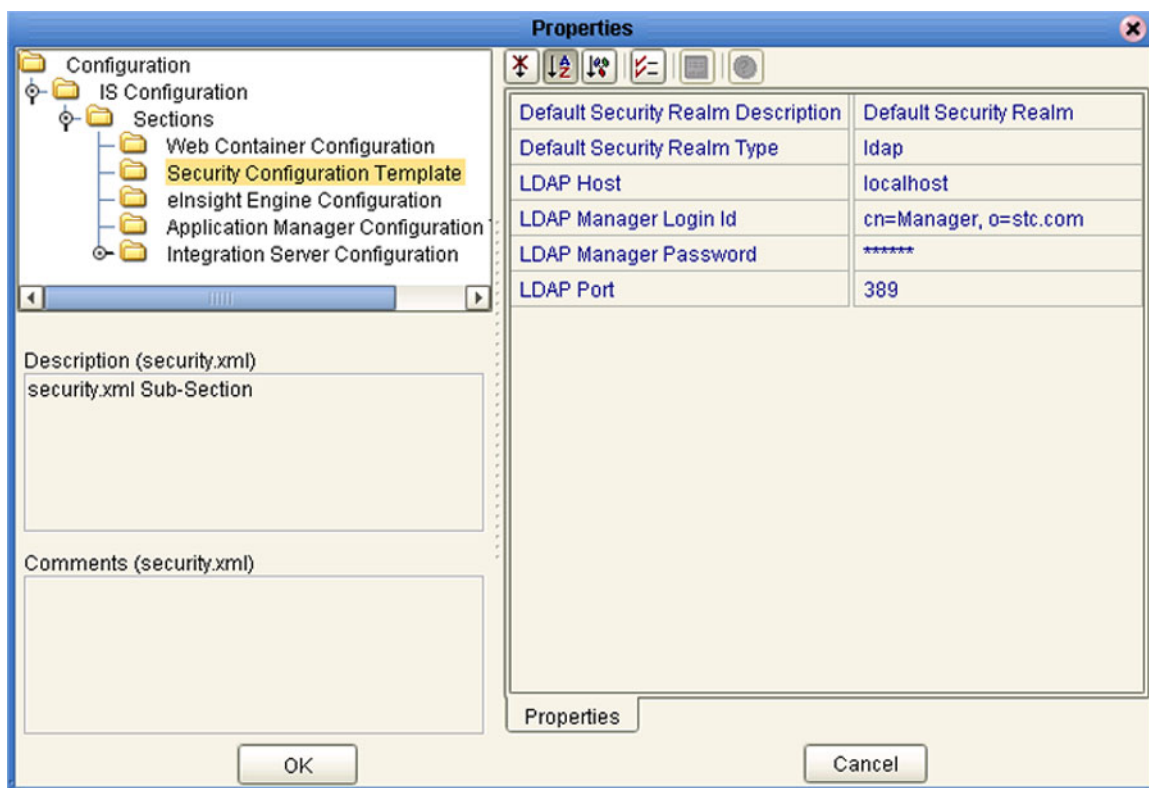 Properties
Configuration
IS Configuration
Sections
Web Container Configuration
Security Configuration Template
eInsight Engine Configuration
Application Manager Configuration
Integration Server Configuration
Description (security.xml)
security.xml Sub-Section
Comments (security.xml)
Default Security Realm Description Default Security Realm
Default Security Realm Type ldap
LDAP Host localhost
LDAP Manager Login Id cn=Manager, o=stc.com
LDAP Manager Password ******
LDAP Port 389
Properties
OK
Cancel